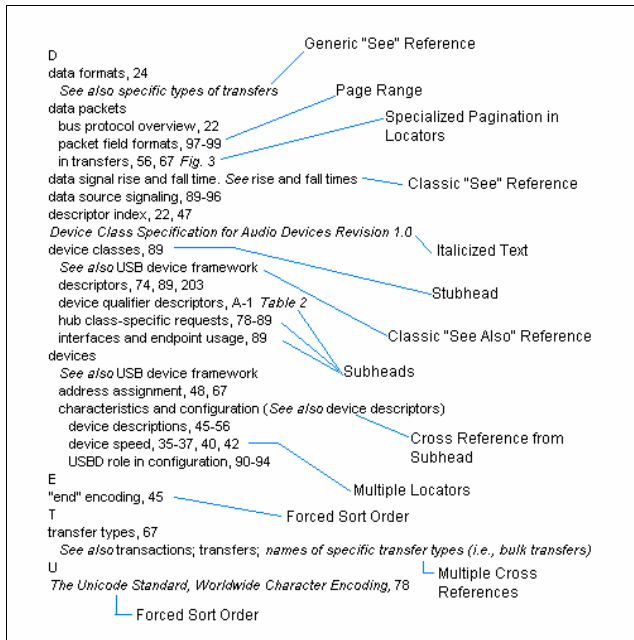 Generic "See" Reference
D
data formats, 24
See also specific types of transfers
Page Range
data packets
Specialized Pagination in
Locators
bus protocol overview, 22
packet field formats, 97-99
in transfers, 56, 67 Fig. 3
data signal rise and fall time. See rise and fall times
Classic "See" Reference
data source signaling, 89-96
descriptor index, 22, 47
Device Class Specification for Audio Devices Revision 1.0
Italicized Text
device classes, 89
See also USB device framework
Stubhead
descriptors, 74, 89, 203
device qualifier descriptors, A-1 Table 2
hub class-specific requests, 78-89
Classic "See Also" Reference
interfaces and endpoint usage, 89
Subheads
devices
See also USB device framework
address assignment, 48, 67
characteristics and configuration (See also device descriptors)
device descriptions, 45-56
Cross Reference from
Subhead
device speed, 35-37, 40, 42
USBD role in configuration, 90-94
Multiple Locators
E
"end" encoding, 45
Forced Sort Order
T
transfer types, 67
See also transactions; transfers; names of specific transfer types (i.e., bulk transfers)
U
Multiple Cross
References
The Unicode Standard, Worldwide Character Encoding, 78
Forced Sort Order